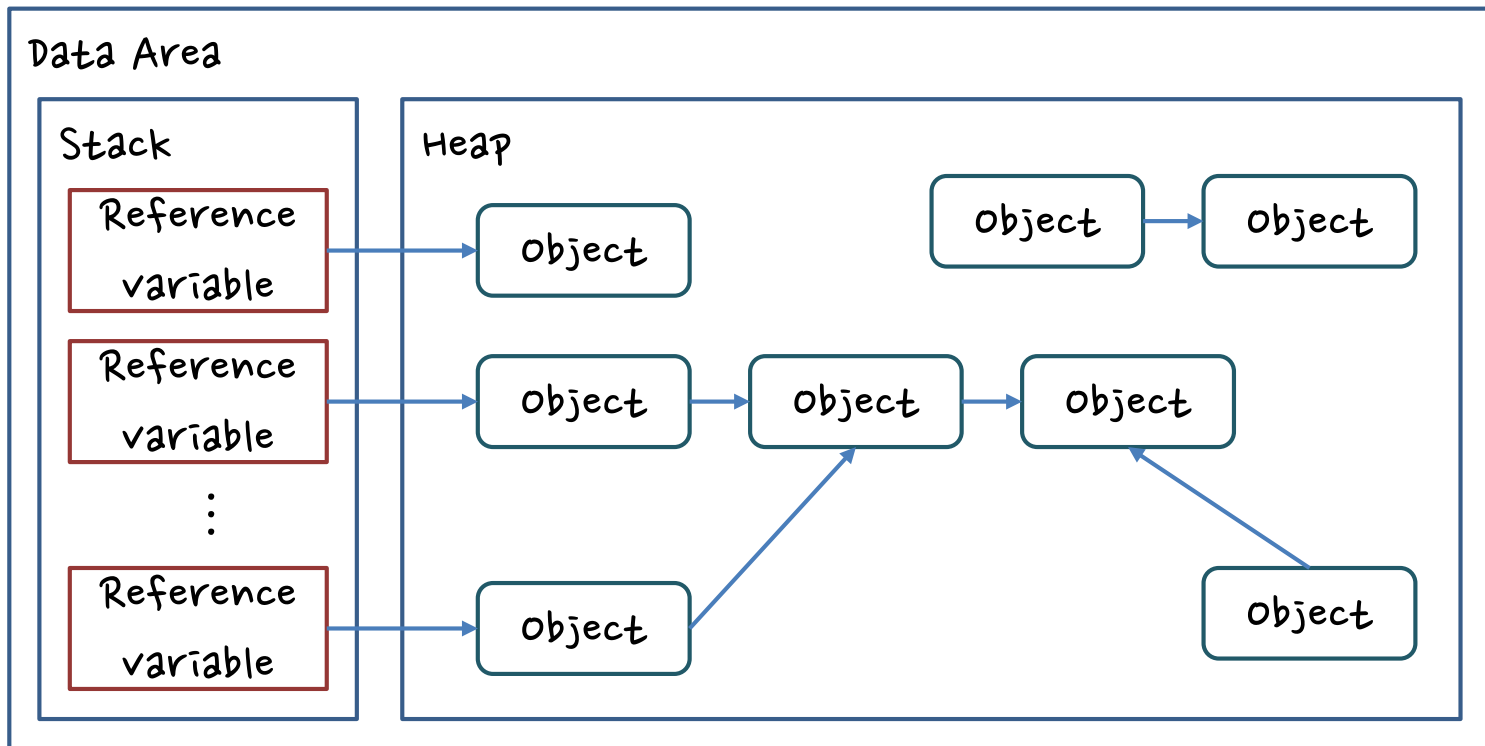 Data Area
Stack
Reference
variable
Reference
variable
⋮
Reference
variable
Heap
Object
Object
Object
Object
Object
Object
Object
Object